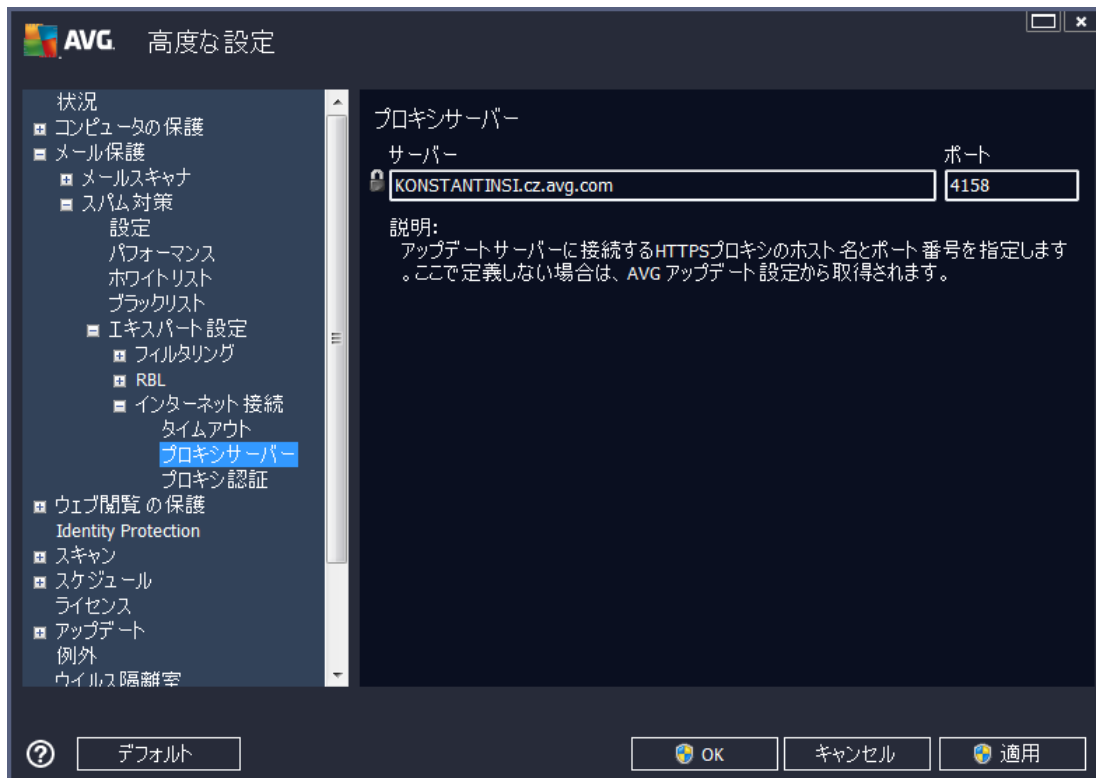 AVG. 高度な設定
状況
コンピュータの保護
メール保護
メールスキャナ
スパム対策
設定
パフォーマンス
ホワイトリスト
ブラックリスト
エキスパート設定
フィルタリング
RBL
インターネット接続
タイムアウト
プロキシサーバー
プロキシ認証
ウェブ閲覧の保護
Identity Protection
スキャン
スケジュール
ライセンス
アップデート
例外
ウイルス隔離室
プロキシサーバー
サーバー ポート
KONSTANTINSI.cz.avg.com 4158
説明:
アップデートサーバーに接続するHTTPSプロキシのホスト名とポート番号を指定します
。ここで定義しない場合は、AVG アップデート設定から取得されます。
デフォルト OK キャンセル 適用